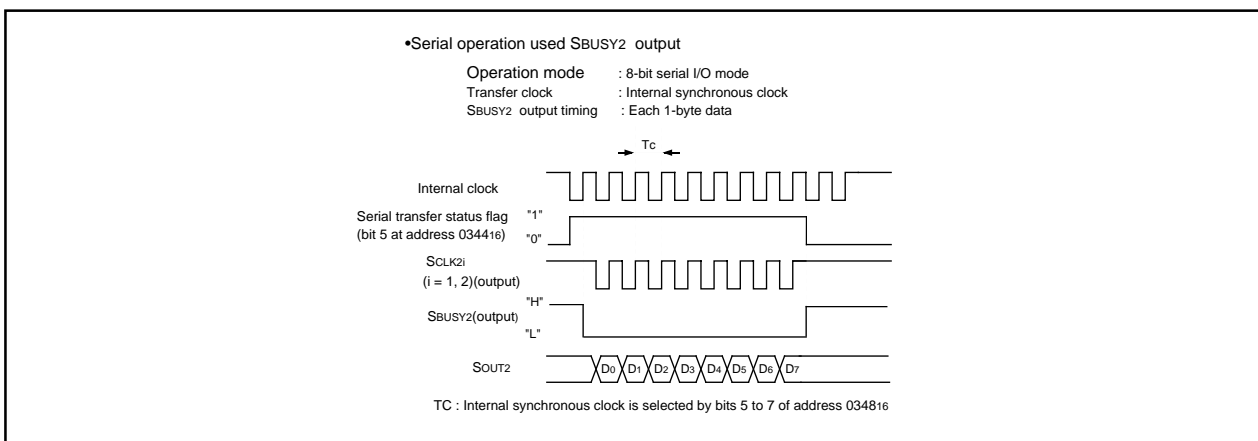 •Serial operation used SBUSY2 output
Operation mode : 8-bit serial I/O mode
Transfer clock : Internal synchronous clock
SBUSY2 output timing : Each 1-byte data
Tc
Internal clock
Serial transfer status flag "1"
(bit 5 at address 034416) "0"
SCLK2i
(i = 1, 2)(output)
"H"
SBUSY2(output)
"L"
SOUT2 D0 D1 D2 D3 D4 D5 D6 D7
TC : Internal synchronous clock is selected by bits 5 to 7 of address 034816